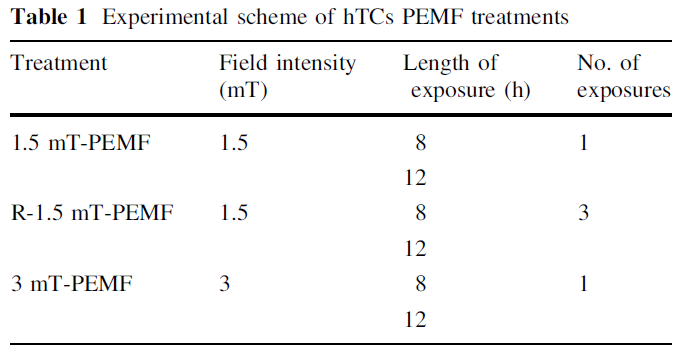 Table 1 Experimental scheme of hTCs PEMF treatments
Treatment Field intensity (mT) Length of exposure (h) No. of exposures
1.5 mT-PEMF 1.5 8 1
12
R-1.5 mT-PEMF 1.5 8 3
12
3 mT-PEMF 3 8 1
12